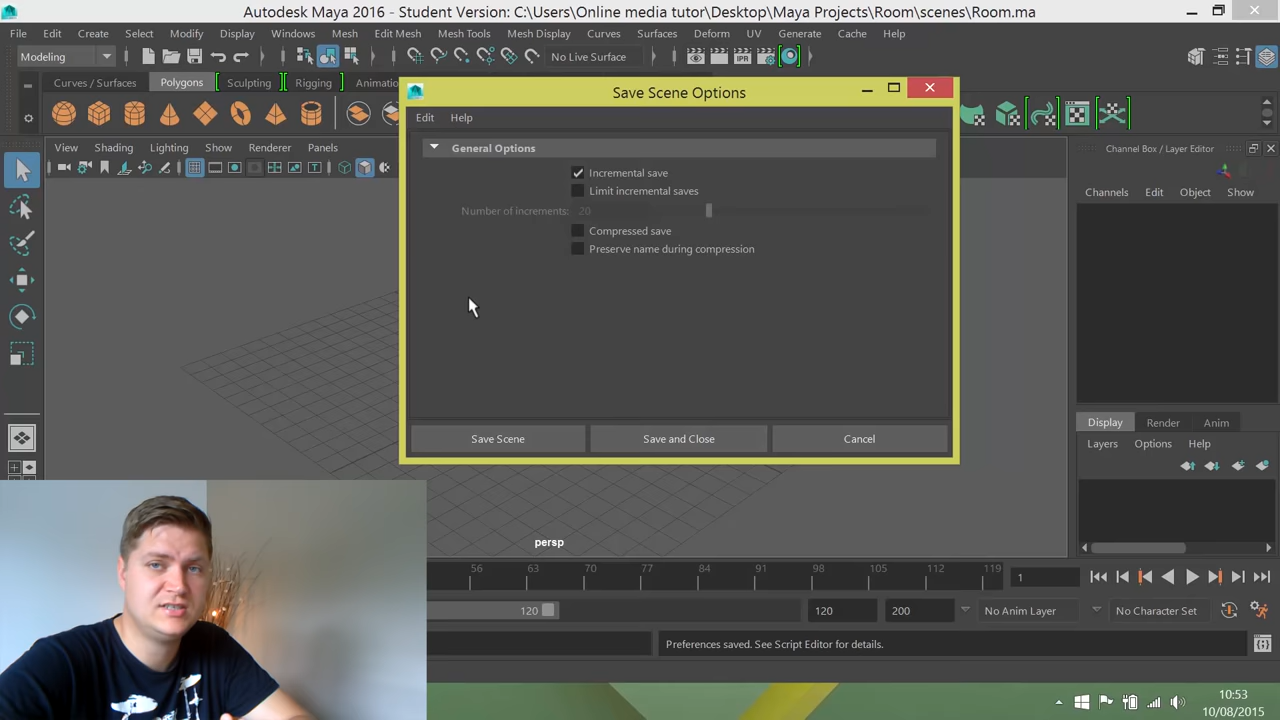 Autodesk Maya 2016 - Student Version: C:\Users\Online media tutor\Desktop\Maya Projects\Room\scenes\Room.ma
File Edit Create Select Modify Display Windows Mesh Edit Mesh Mesh Tools Mesh Display Curves Surfaces Deform UV Generate Cache Help
Modeling
No Live Surface
IPR
Curves / Surfaces Polygons Sculpting Rigging Animatio
Save Scene Options
Edit Help
General Options
Incremental save
Limit incremental saves
Number of increments: 20
Compressed save
Preserve name during compression
Save Scene Save and Close Cancel
View Shading Lighting Show Renderer Panels
persp
Channel Box / Layer Editor
Channels Edit Object Show
Display Render Anim
Layers Options Help
56 63 70 77 84 91 98 105 112 119
1
120
120 200 No Anim Layer No Character Set
Preferences saved. See Script Editor for details.
10:53
10/08/2015